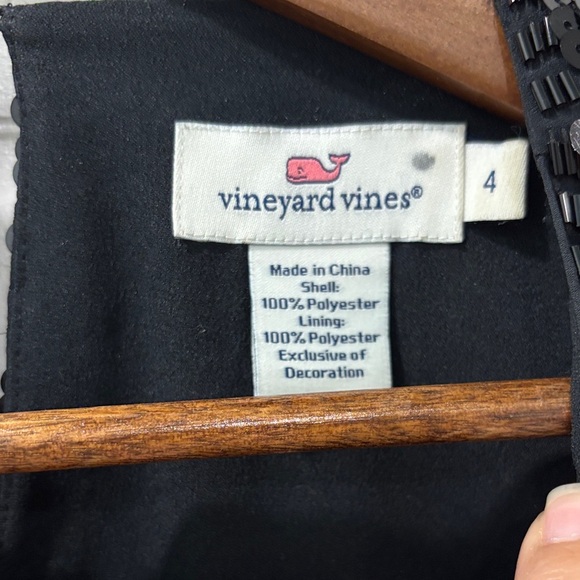 vineyard vines®
4
Made in China
Shell:
100% Polyester
Lining:
100% Polyester
Exclusive of
Decoration